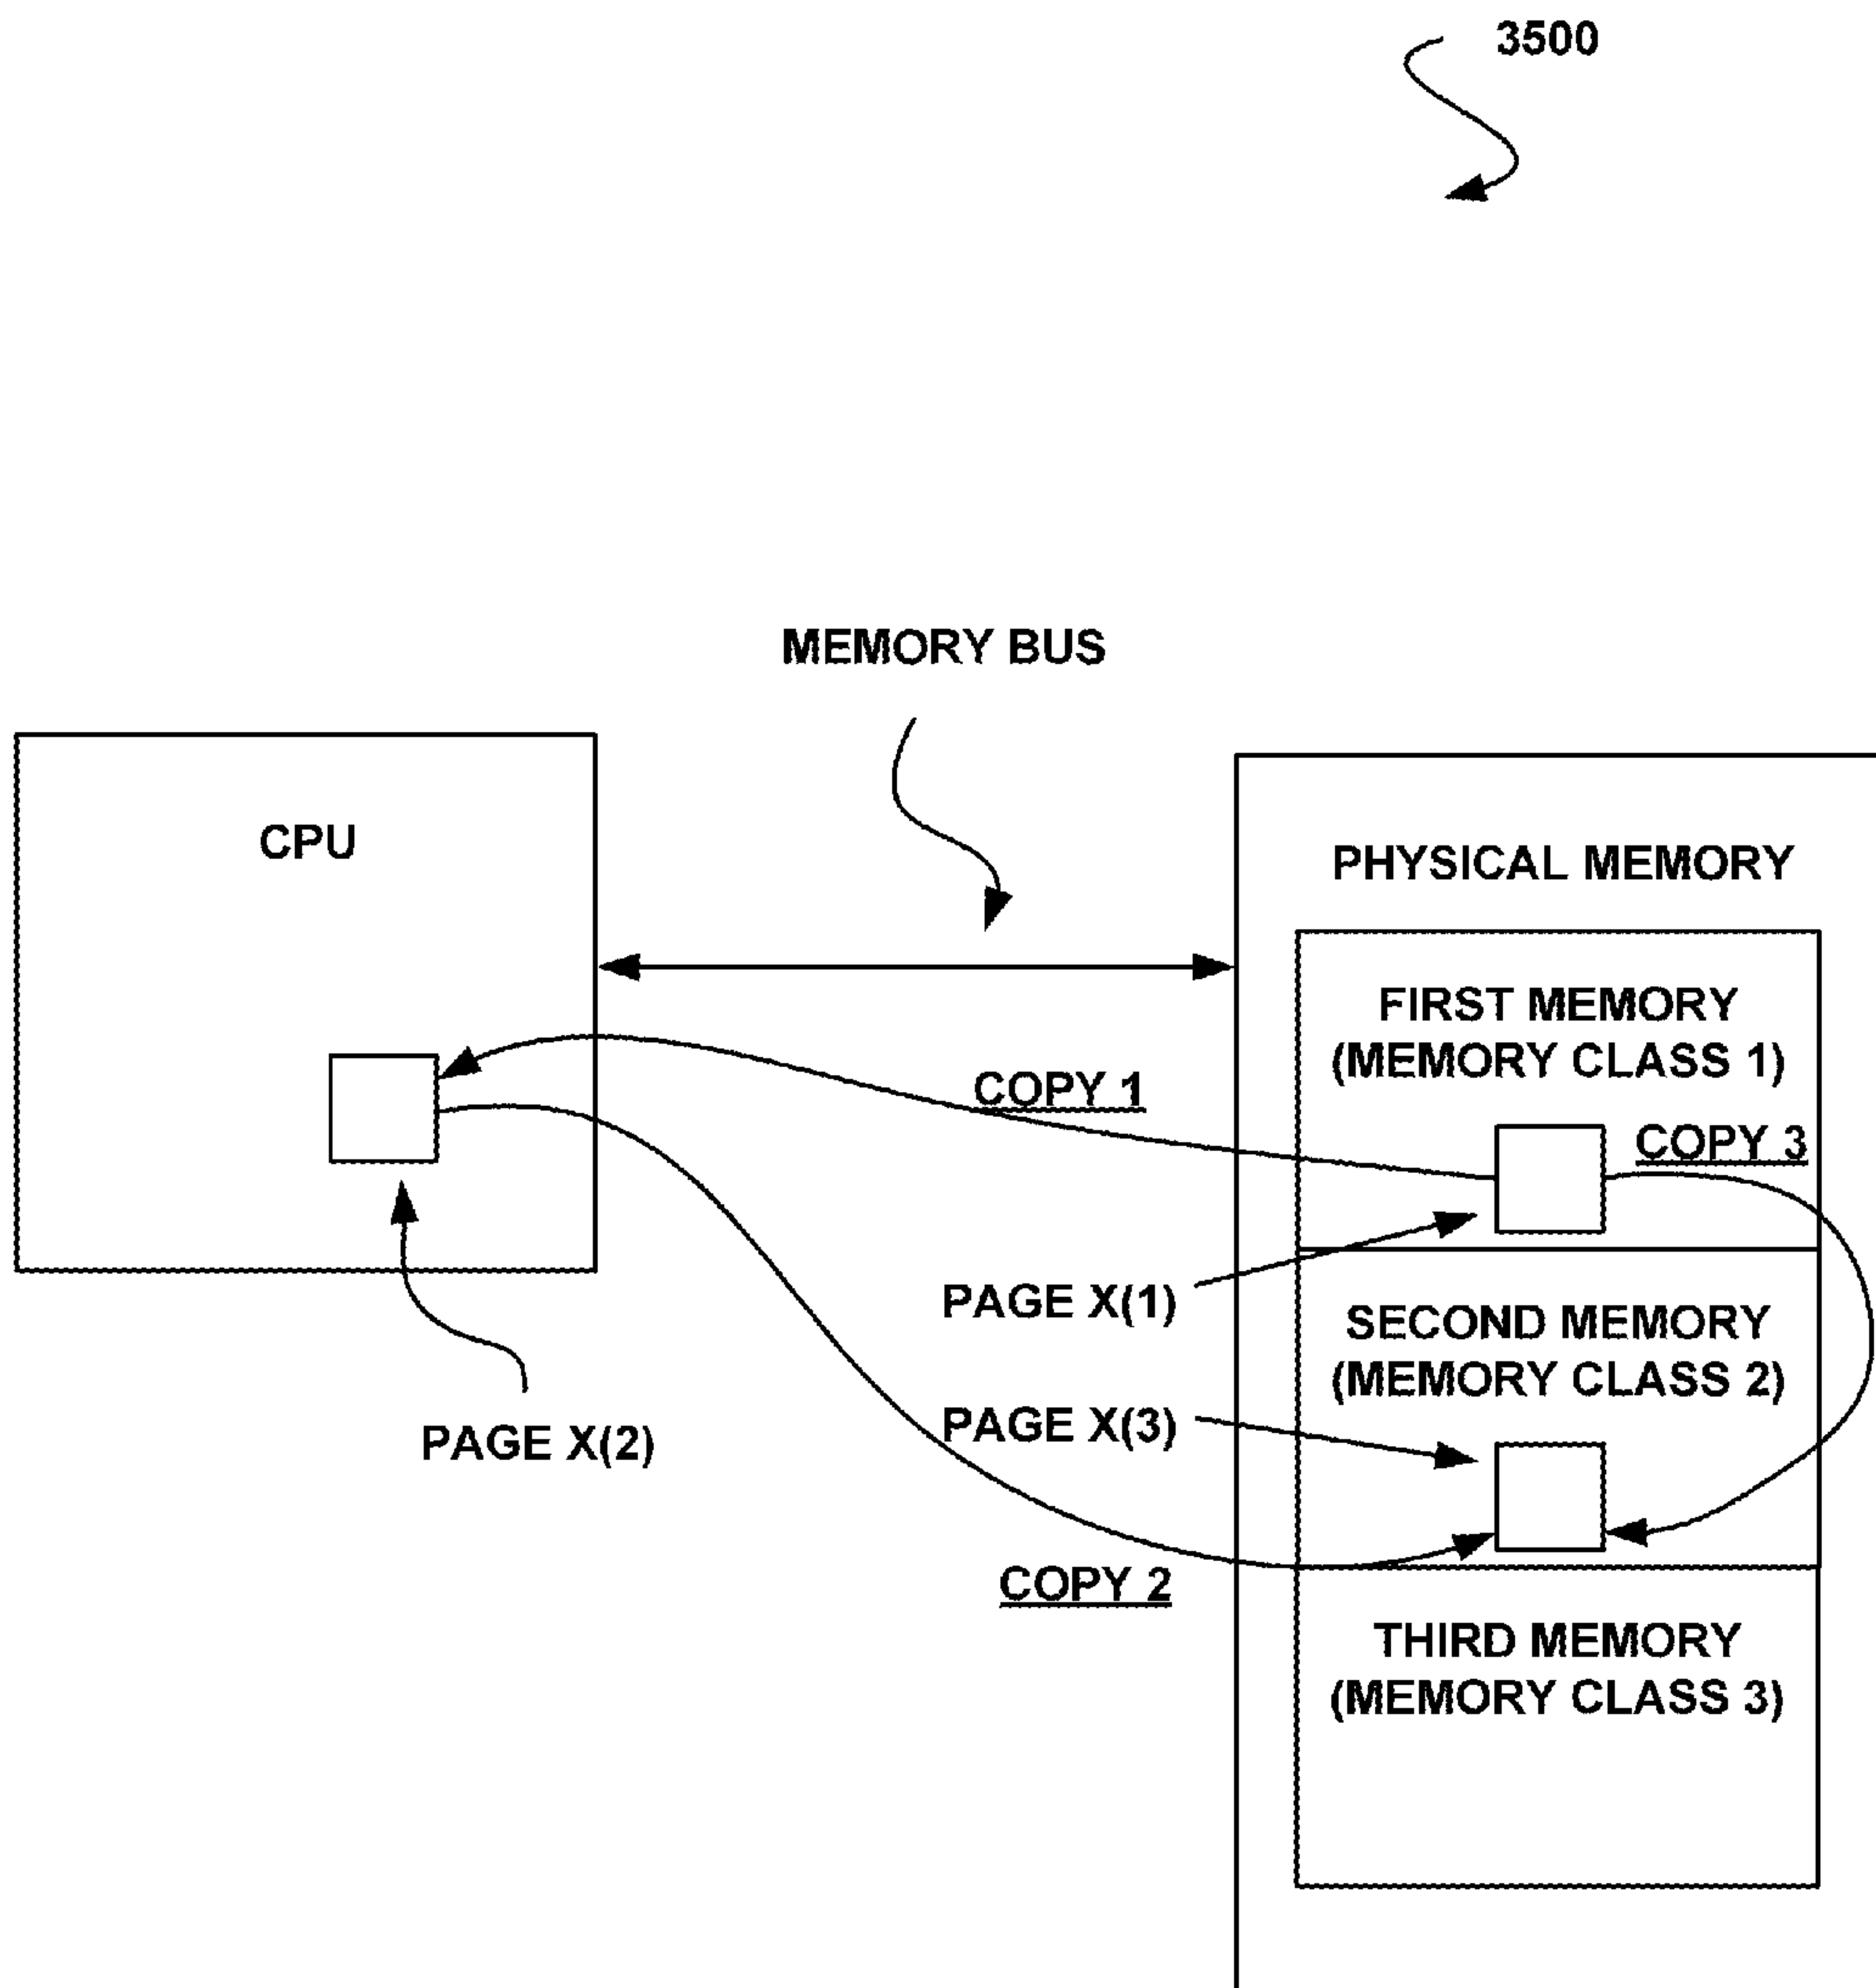 3500
MEMORY BUS
CPU
PHYSICAL MEMORY
FIRST MEMORY
(MEMORY CLASS 1)
COPY 1
COPY 3
PAGE X(1)
SECOND MEMORY
(MEMORY CLASS 2)
PAGE X(3)
PAGE X(2)
COPY 2
THIRD MEMORY
(MEMORY CLASS 3)